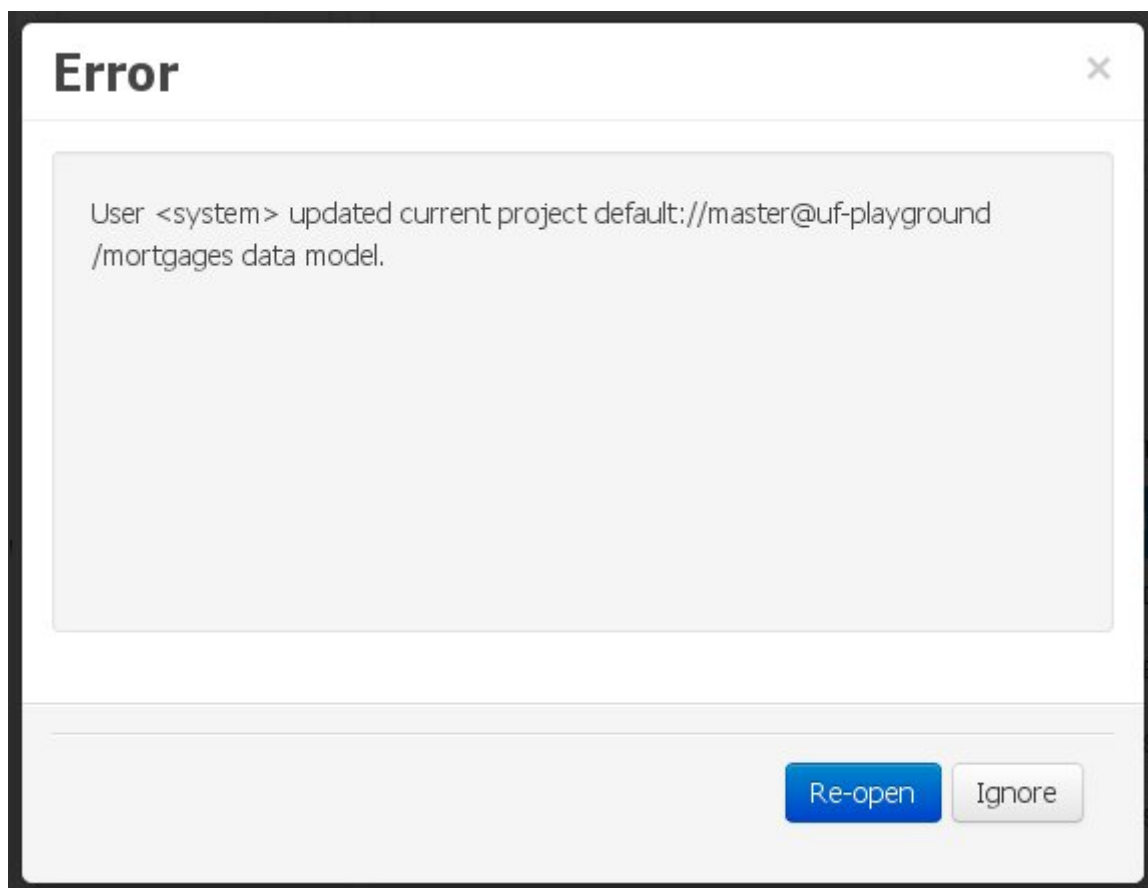 Error
×
User <system> updated current project default://master@uf-playground
/mortgages data model.
Re-open
Ignore